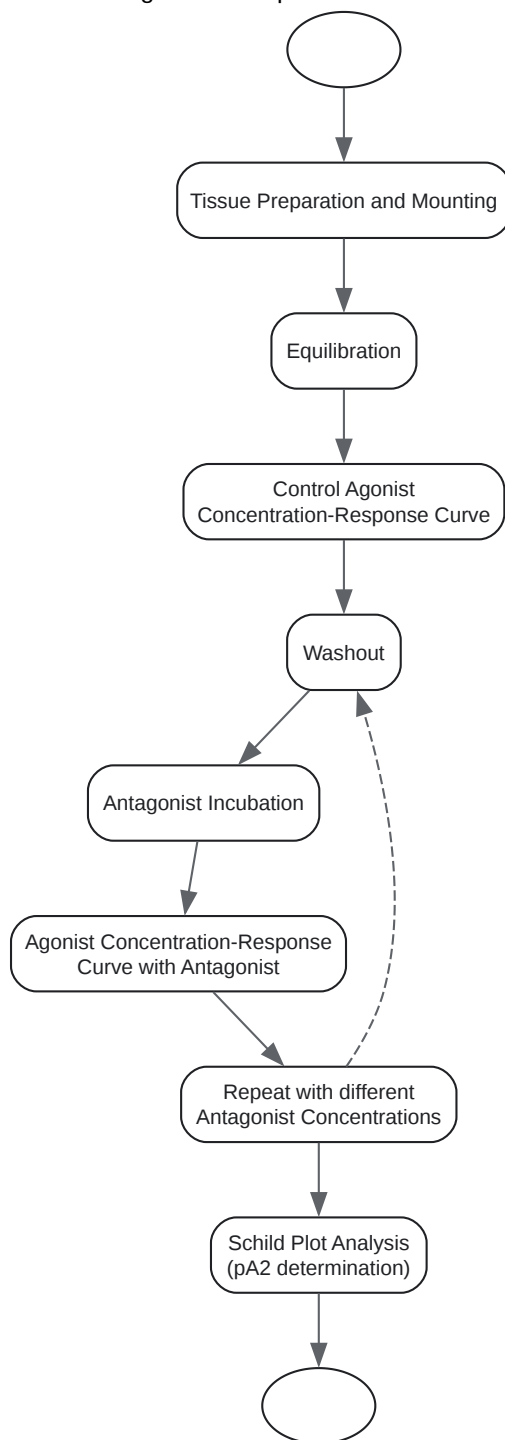 Tissue Preparation and Mounting
Equilibration
Control Agonist
Concentration-Response Curve
Washout
Antagonist Incubation
Agonist Concentration-Response
Curve with Antagonist
Repeat with different
Antagonist Concentrations
Schild Plot Analysis
(pA2 determination)